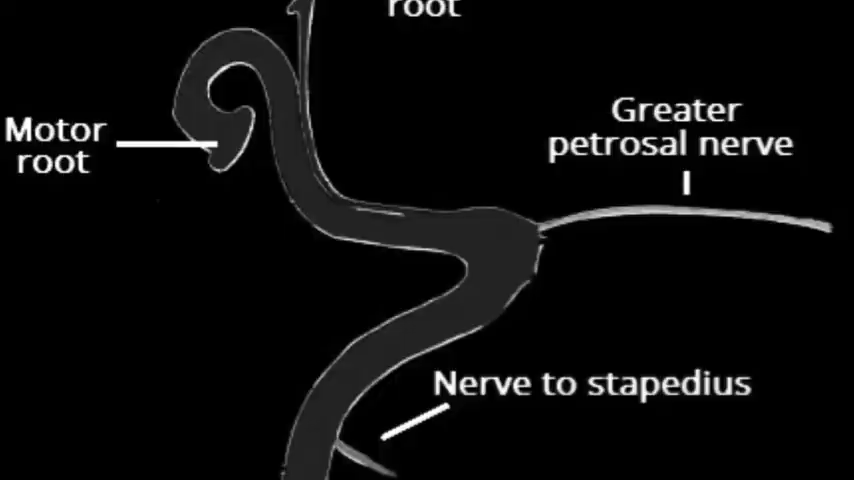 root
Greater
petrosal nerve
Motor
root
Nerve to stapedius